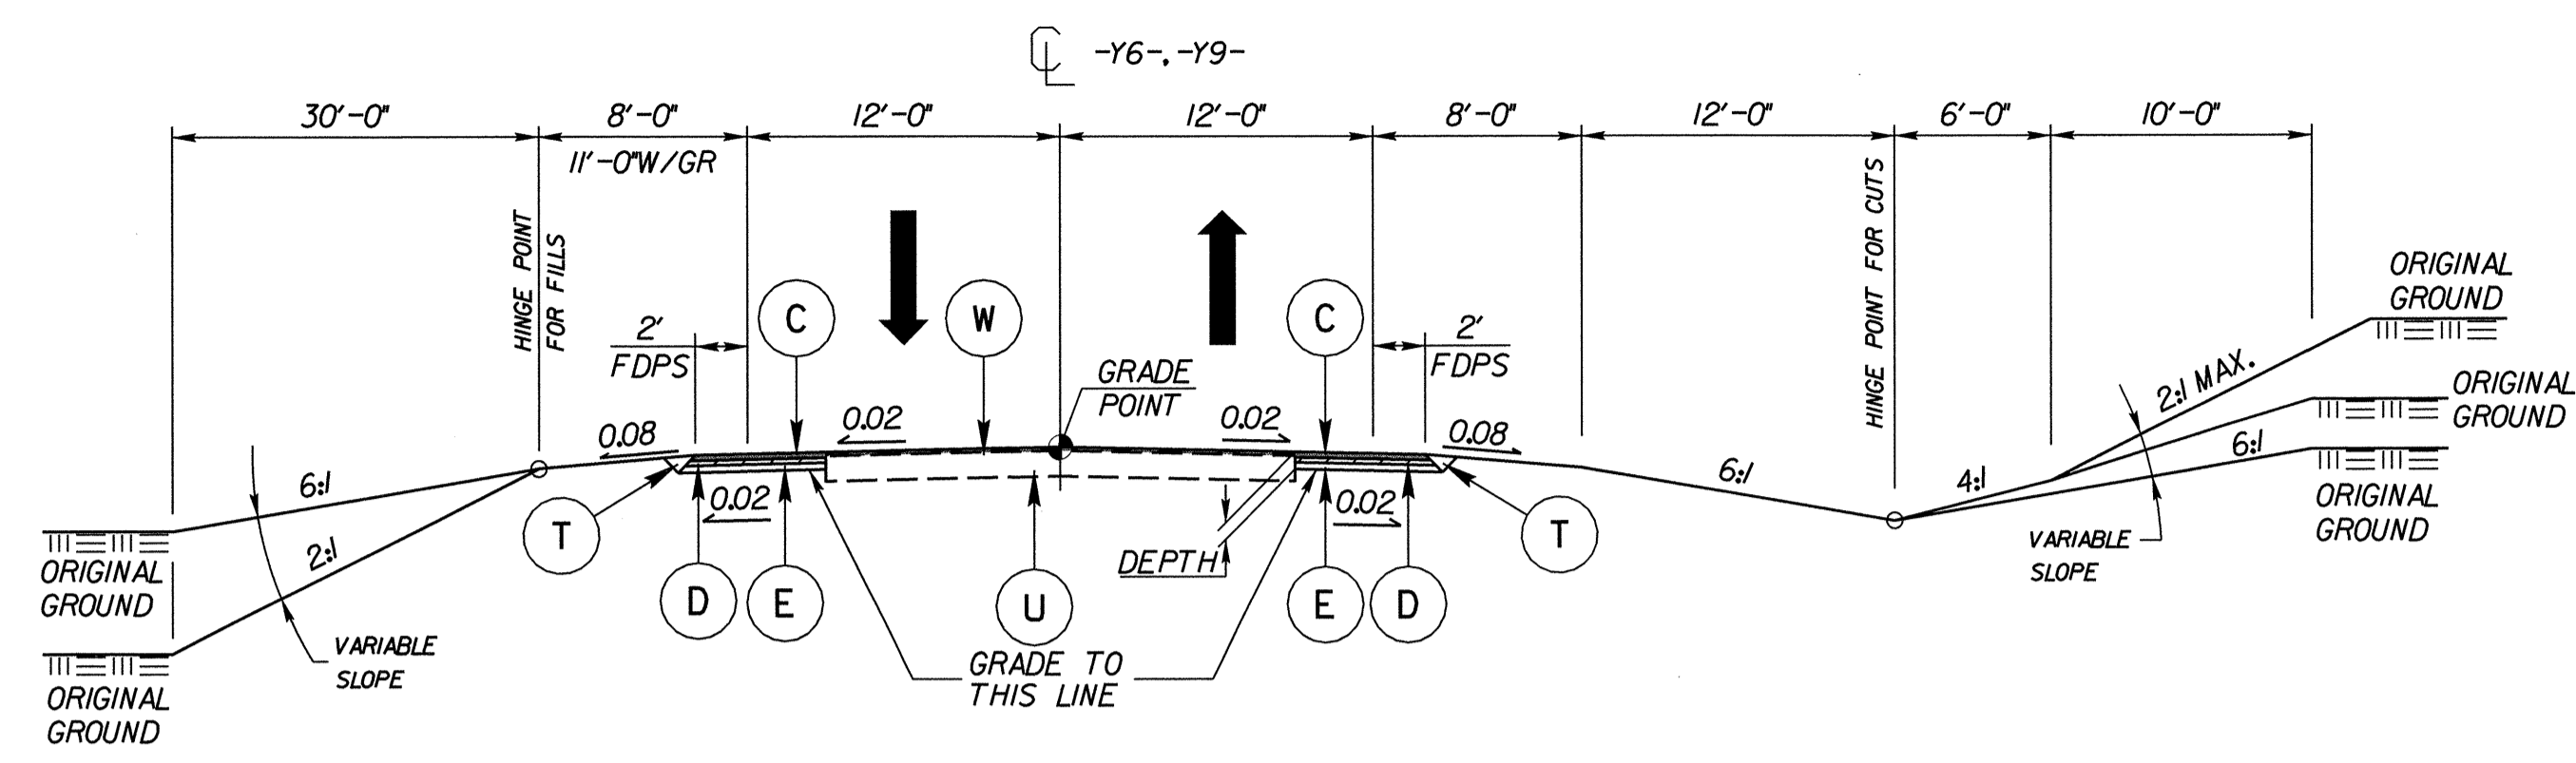 ℄ -Y6-, -Y9-
30'-0" 8'-0" 12'-0" 12'-0" 8'-0" 12'-0" 6'-0" 10'-0"
11'-0"W/GR
HINGE POINT
FOR FILLS
HINGE POINT FOR CUTS
ORIGINAL
GROUND
C W C
2'
FDPS
2'
FDPS
GRADE
POINT
2:1 MAX.
ORIGINAL
GROUND
0.08 0.02 0.02 0.08
6:1 6:1 4:1 6:1
2:1
0.02 0.02
ORIGINAL
GROUND
T T
DEPTH
VARIABLE
SLOPE
ORIGINAL
GROUND
D E U E D
VARIABLE
SLOPE
GRADE TO
THIS LINE
ORIGINAL
GROUND